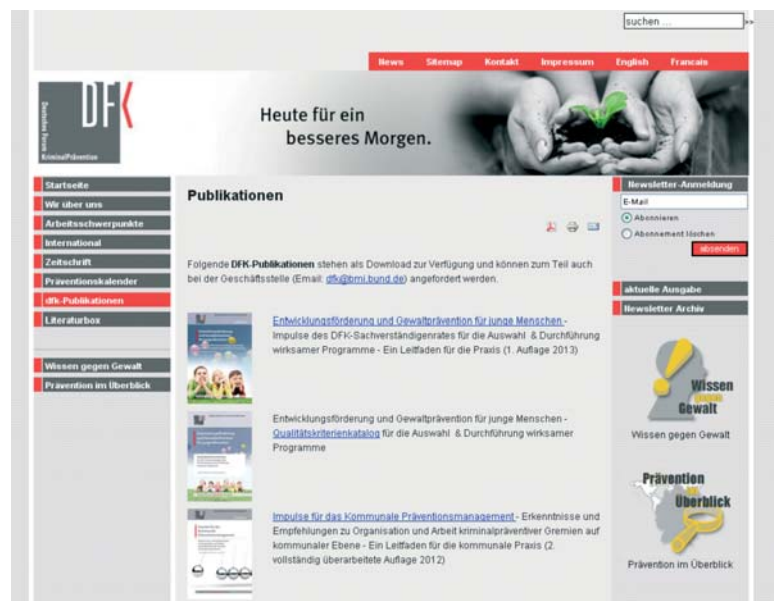 suchen ...
>>
News Sitemap Kontakt Impressum English Francais
Deutsches Forum
DFK
KriminalPrävention
Heute für ein
besseres Morgen.
Startseite
Wir über uns
Arbeitsschwerpunkte
International
Zeitschrift
Präventionskalender
dfk-Publikationen
Literaturbox
Wissen gegen Gewalt
Prävention im Überblick
Publikationen
Folgende DFK-Publikationen stehen als Download zur Verfügung und können zum Teil auch
bei der Geschäftsstelle (Email: dfk@bmi.bund.de) angefordert werden.
Entwicklungsförderung und Gewaltprävention für junge Menschen -
Impulse des DFK-Sachverständigenrates für die Auswahl & Durchführung
wirksamer Programme - Ein Leitfaden für die Praxis (1. Auflage 2013)
Entwicklungsförderung und Gewaltprävention für junge Menschen -
Qualitätskriterienkatalog für die Auswahl & Durchführung wirksamer
Programme
Impulse für das Kommunale Präventionsmanagement - Erkenntnisse und
Empfehlungen zu Organisation und Arbeit kriminalpräventiver Gremien auf
kommunaler Ebene - Ein Leitfaden für die kommunale Praxis (2.
vollständig überarbeitete Auflage 2012)
Newsletter-Anmeldung
E-Mail
Abonnieren
Abonnement löschen
absenden
aktuelle Ausgabe
Newsletter Archiv
Wissen
gegen
Gewalt
Wissen gegen Gewalt
Prävention
im
Überblick
Prävention im Überblick